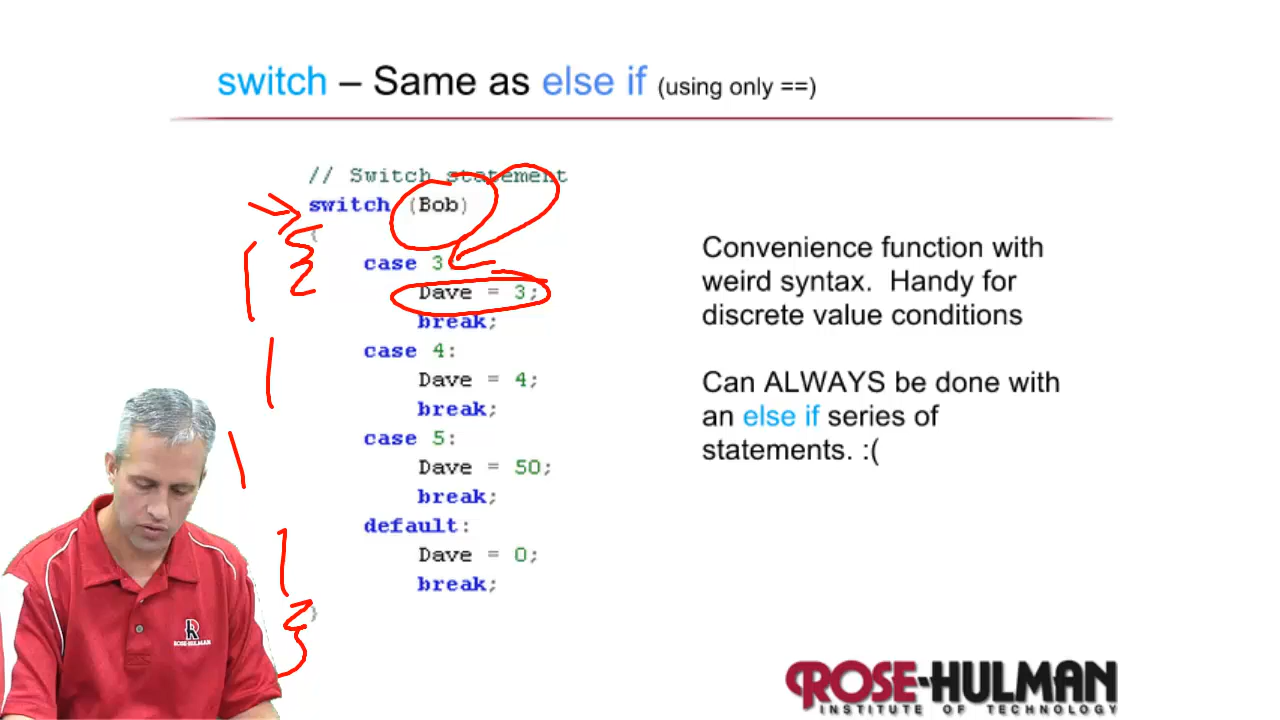 switch – Same as else if (using only ==)
// Switch statement
switch (Bob)
{
case 3
Dave = 3;
break;
case 4:
Dave = 4;
break;
case 5:
Dave = 50;
break;
default:
Dave = 0;
break;
}
Convenience function with
weird syntax. Handy for
discrete value conditions
Can ALWAYS be done with
an else if series of
statements. :(
ROSE-HULMAN
ROSE-HULMAN
INSTITUTE OF TECHNOLOGY